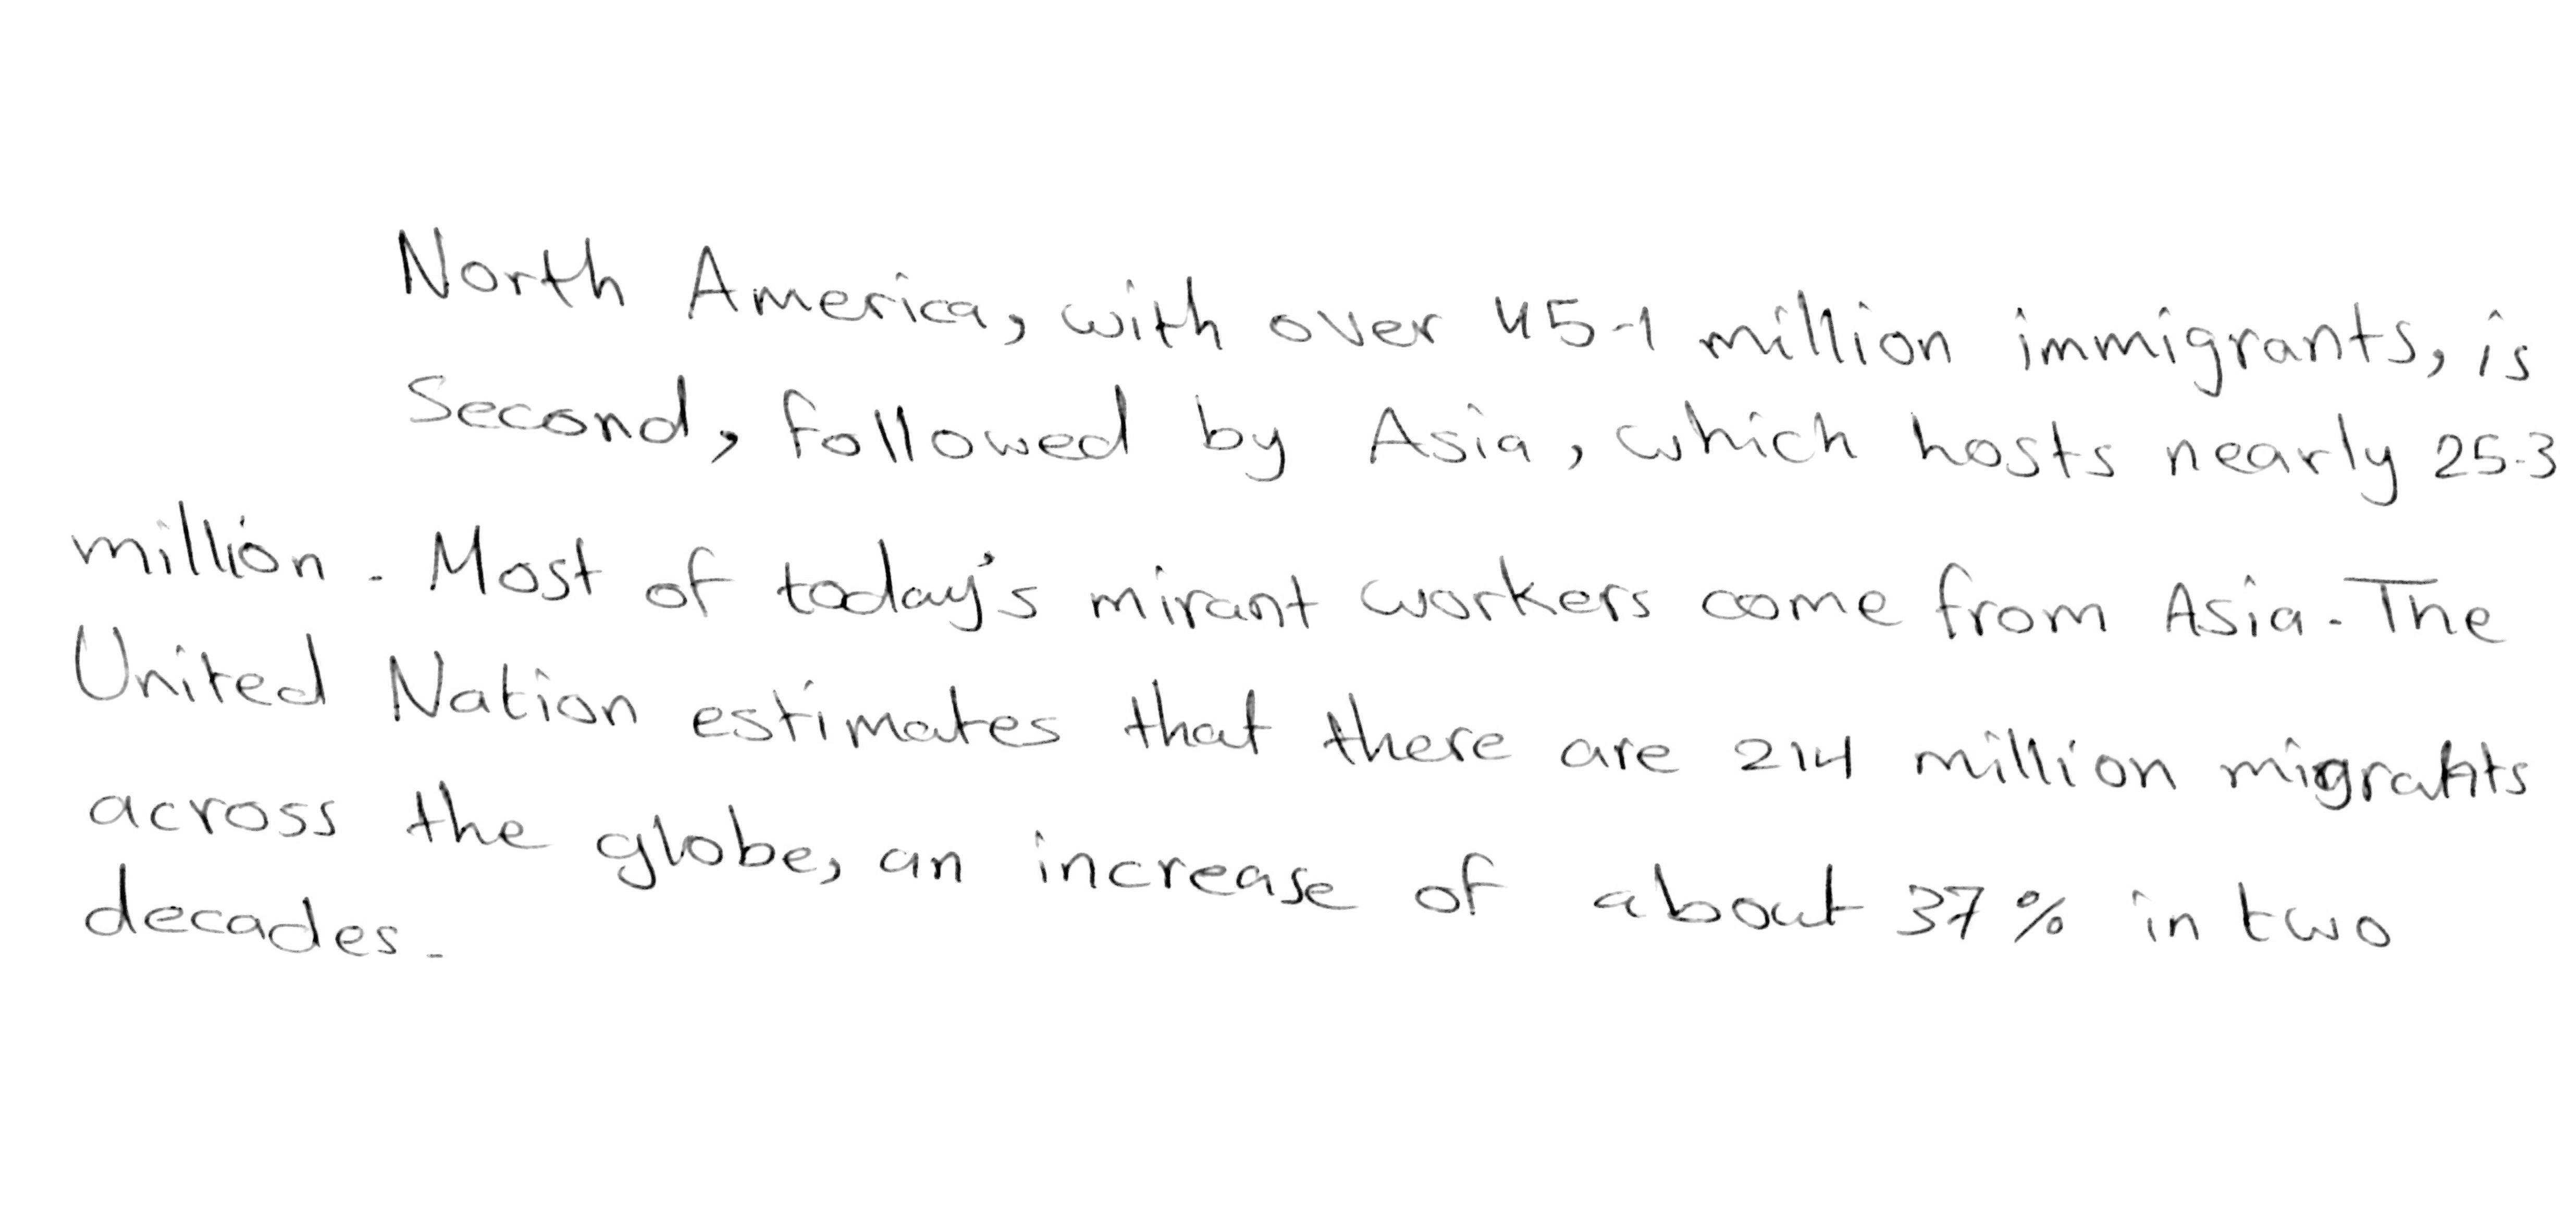 North America, with over 45.1 million immigrants, is
Second, followed by Asia, which hosts nearly 25.3
million. Most of today's mirant workers come from Asia. The
United Nation estimates that there are 214 million migrants
across the globe, an increase of about 37% in two
decades.